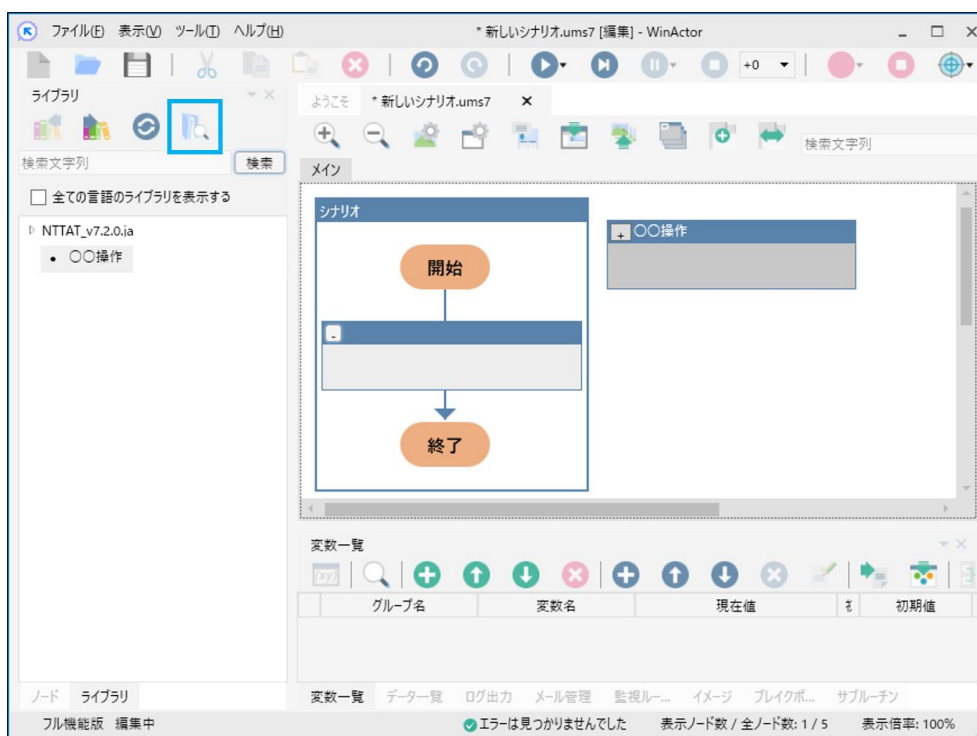 ファイル(F) 表示(V) ツール(T) ヘルプ(H)
* 新しいシナリオ.ums7 [編集] - WinActor
+0
ライブラリ
検索文字列
検索
全ての言語のライブラリを表示する
NTTAT_v7.2.0.ja
• 〇〇操作
ようこそ
* 新しいシナリオ.ums7
検索文字列
メイン
シナリオ
開始
-
終了
+ 〇〇操作
変数一覧
(xy)
グループ名 変数名 現在値 初期値
ノード ライブラリ
変数一覧 データ一覧 ログ出力 メール管理 監視ルー... イメージ ブレイクポ... サブルーチン
フル機能版 編集中
エラーは見つかりませんでした
表示ノード数 / 全ノード数: 1 / 5
表示倍率: 100%